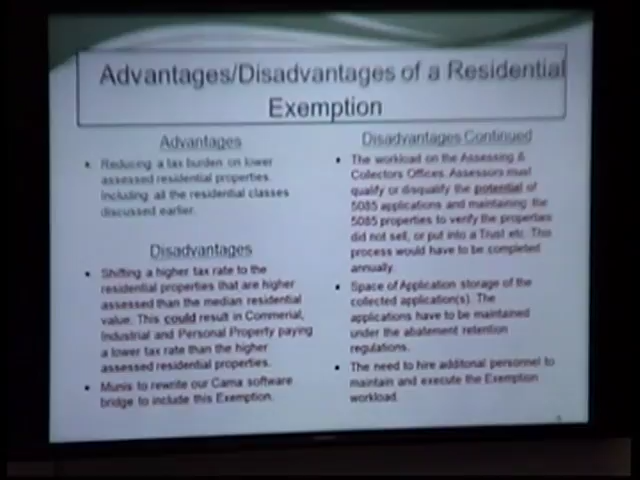 Advantages/Disadvantages of a Residential
Exemption
Advantages
• Reducing a tax burden on lower
assessed residential properties.
Including all the residential classes
discussed earlier.
Disadvantages
• Shifting a higher tax rate to the
residential properties that are higher
assessed than the median residential
value. This could result in Commerial,
Industrial and Personal Property paying
a lower tax rate than the higher
assessed residential properties.
• Munis to rewrite our Cama software
bridge to include this Exemption.
Disadvantages Continued
• The workload on the Assessing &
Collectors Offices. Assessors must
qualify or disqualify the potential of
5085 applications and maintaining the
5085 properties to verify the properties
did not sell, or put into a Trust etc. This
process would have to be completed
annually.
• Space of Application storage of the
collected application(s). The
applications have to be maintained
under the abatement retention
regulations.
• The need to hire additonal personnel to
maintain and execute the Exemption
workload.